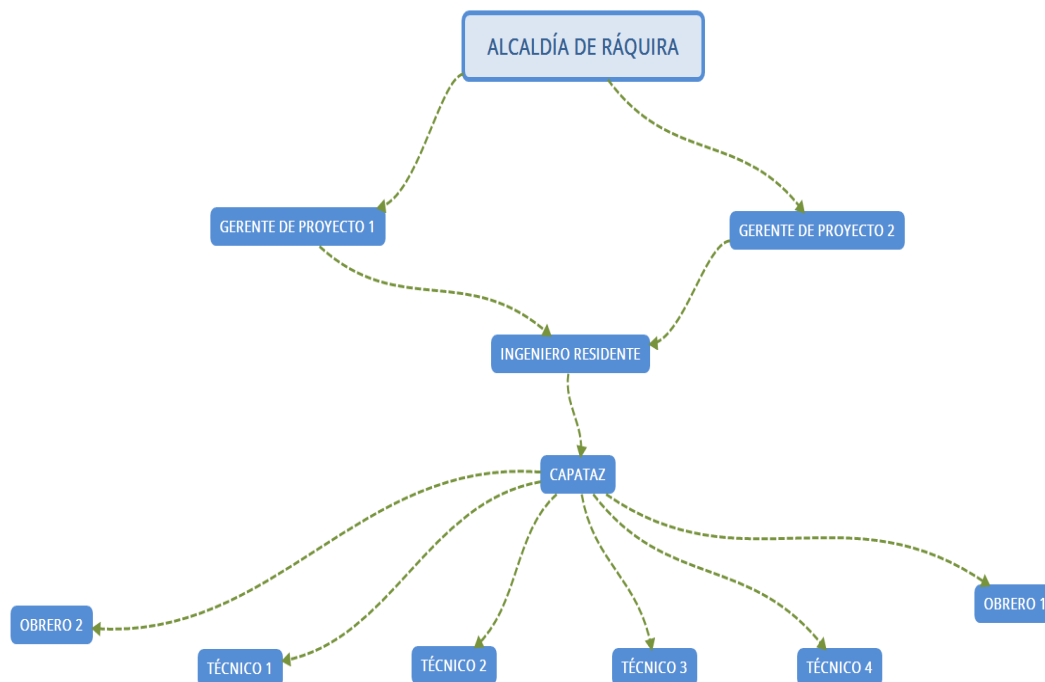 ALCALDÍA DE RÁQUIRA
GERENTE DE PROYECTO 1
GERENTE DE PROYECTO 2
INGENIERO RESIDENTE
CAPATAZ
OBRERO 2
OBRERO 1
TÉCNICO 1
TÉCNICO 2
TÉCNICO 3
TÉCNICO 4